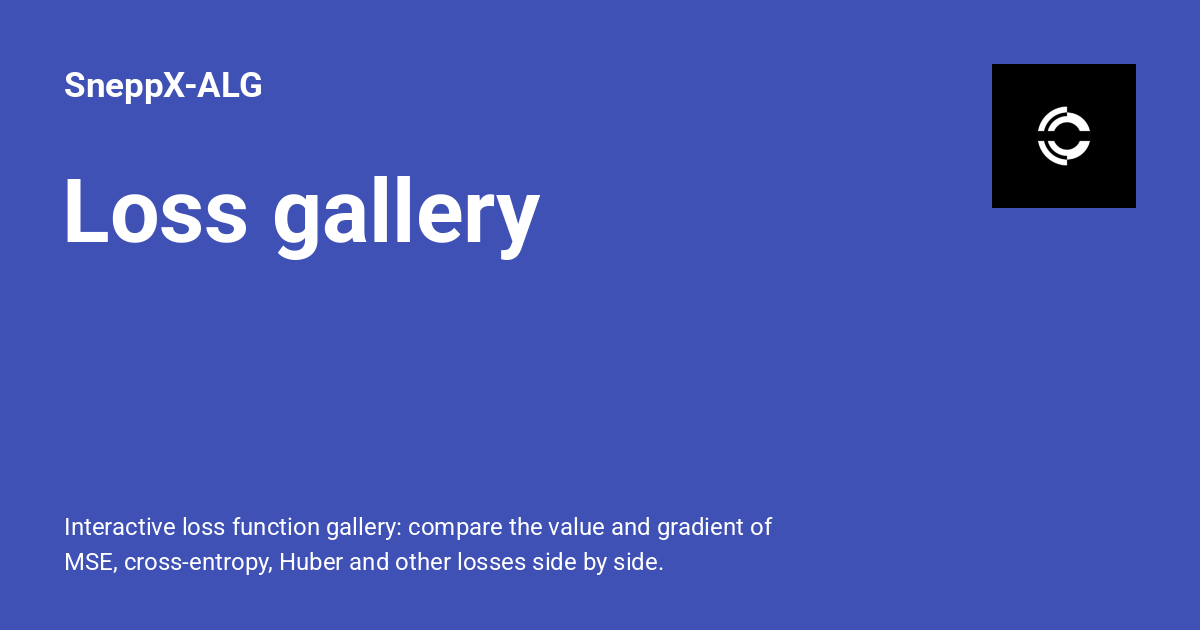 SneppX-ALG
Loss gallery
Interactive loss function gallery: compare the value and gradient of
MSE, cross-entropy, Huber and other losses side by side.